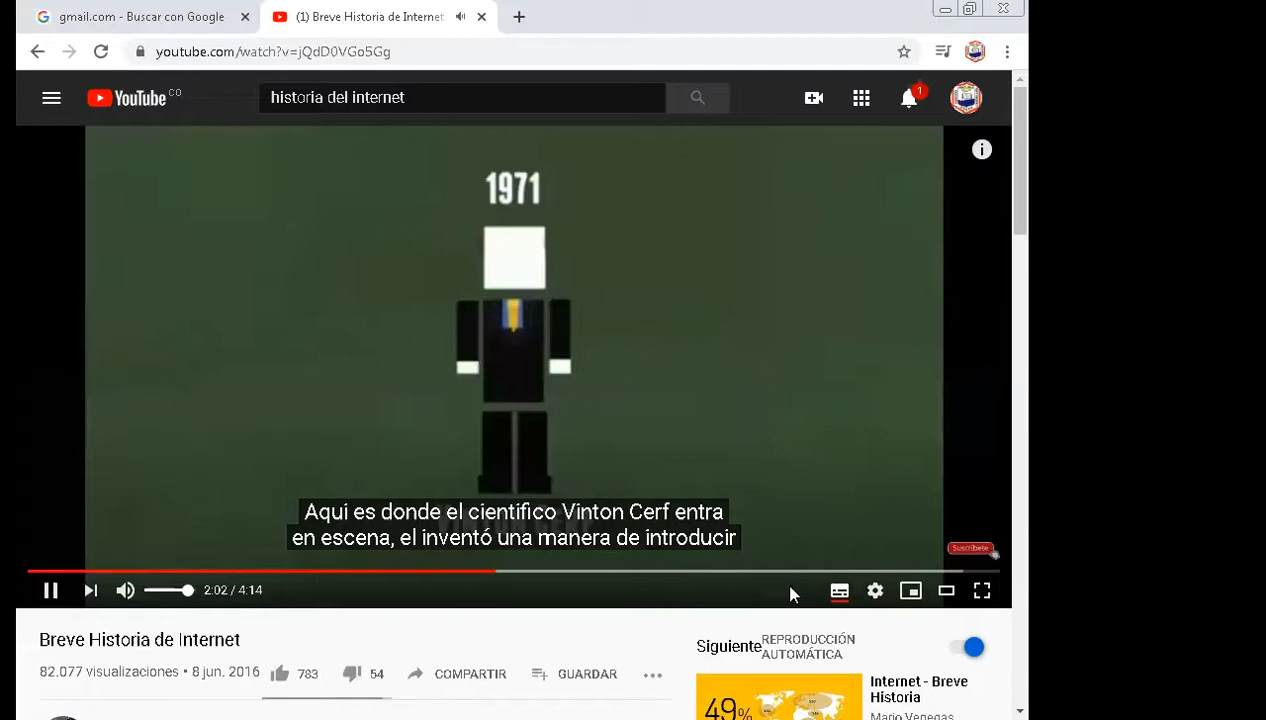 gmail.com - Buscar con Google
(1) Breve Historia de Internet
youtube.com/watch?v=jQdD0VGo5Gg
YouTube CO
historia del internet
1
1971
Aqui es donde el cientifico Vinton Cerf entra
en escena, el inventó una manera de introducir
Suscríbete
2:02 / 4:14
Breve Historia de Internet
82.077 visualizaciones • 8 jun. 2016
783
54
COMPARTIR
GUARDAR
Siguiente
REPRODUCCIÓN
AUTOMÁTICA
49%
Internet - Breve
Historia
Mario Venegas